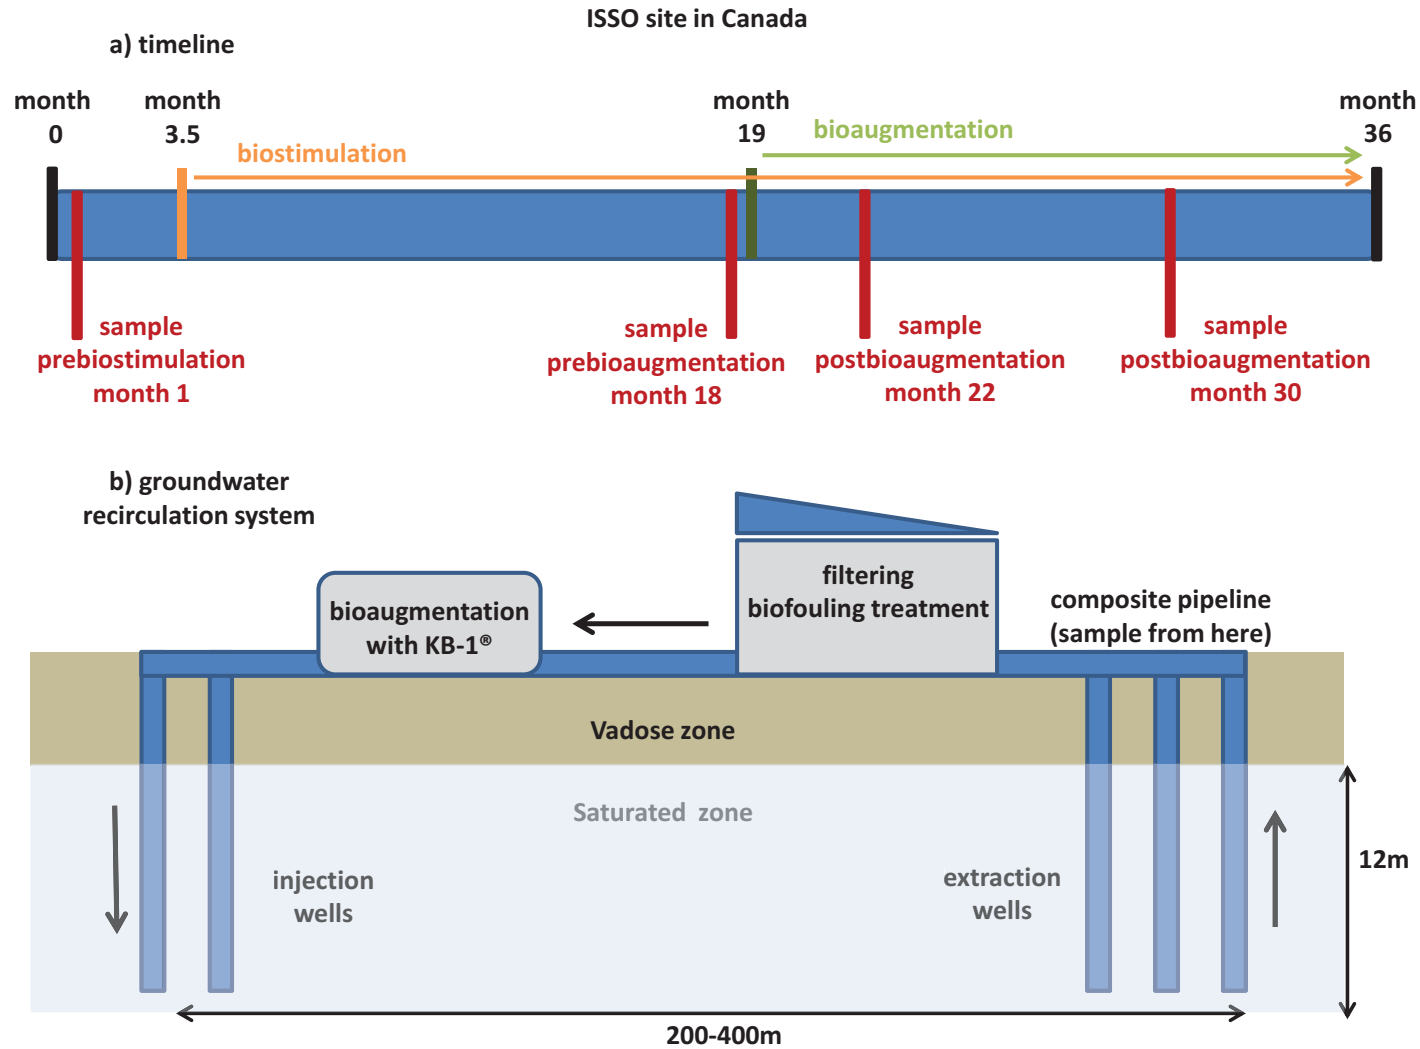 ISSO site in Canada
a) timeline
month
0
month
3.5
month
19
month
36
biostimulation
bioaugmentation
sample
prebiostimulation
month 1
sample
prebioaugmentation
month 18
sample
postbioaugmentation
month 22
sample
postbioaugmentation
month 30
b) groundwater
recirculation system
bioaugmentation
with KB-1®
filtering
biofouling treatment
composite pipeline
(sample from here)
Vadose zone
Saturated zone
injection
wells
extraction
wells
12m
200-400m